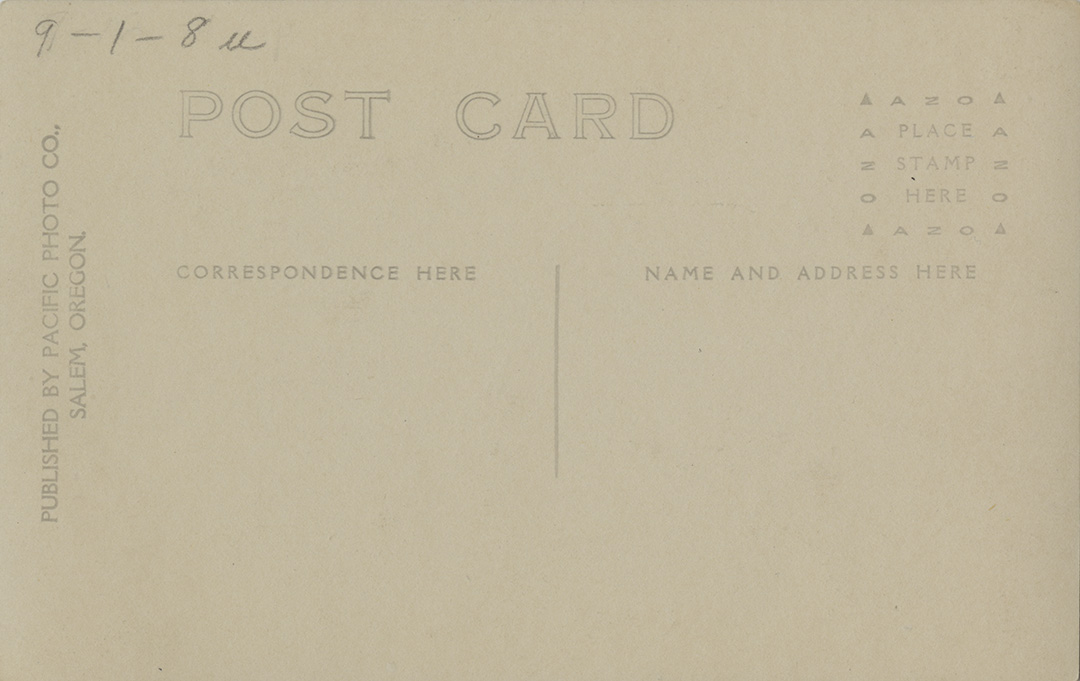 9-1-8u
POST CARD
▲ A Z O ▲
A PLACE A
Z STAMP Z
O HERE O
▲ A Z O ▲
CORRESPONDENCE HERE
NAME AND ADDRESS HERE
PUBLISHED BY PACIFIC PHOTO CO.,
SALEM, OREGON.